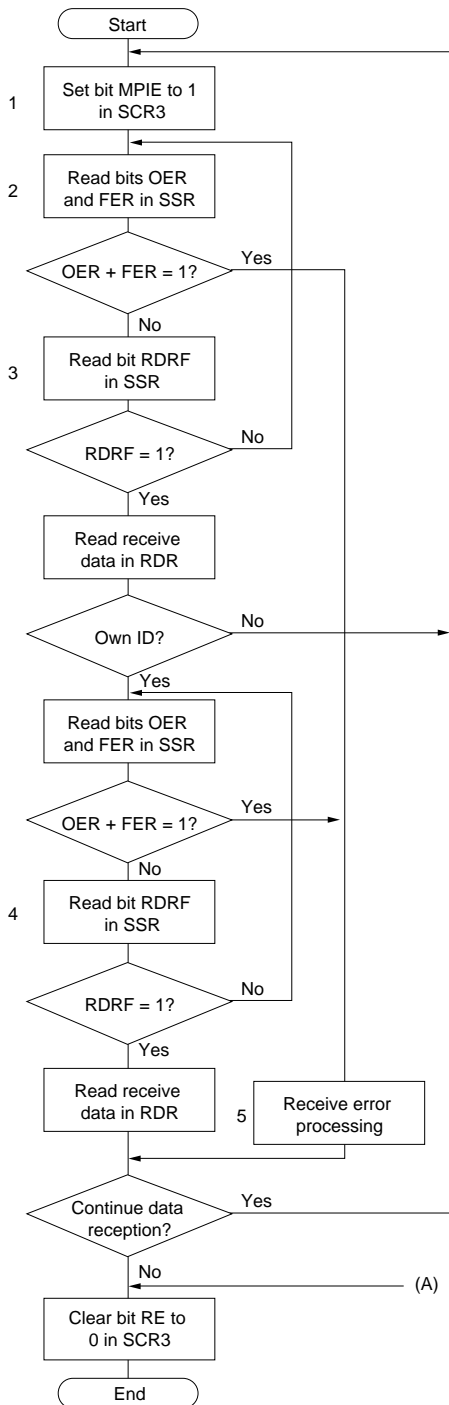 Start
1
Set bit MPIE to 1
in SCR3
2
Read bits OER
and FER in SSR
OER + FER = 1?
Yes
No
3
Read bit RDRF
in SSR
RDRF = 1?
No
Yes
Read receive
data in RDR
Own ID?
No
Yes
Read bits OER
and FER in SSR
OER + FER = 1?
Yes
No
4
Read bit RDRF
in SSR
RDRF = 1?
No
Yes
Read receive
data in RDR
5
Receive error
processing
Continue data
reception?
Yes
No
(A)
Clear bit RE to
0 in SCR3
End